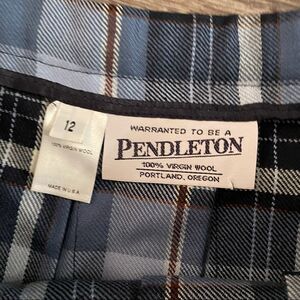 12
100% VIRGIN WOOL
MADE IN U.S.A.
WARRANTED TO BE A
PENDLETON
100% VIRGIN WOOL
PORTLAND, OREGON